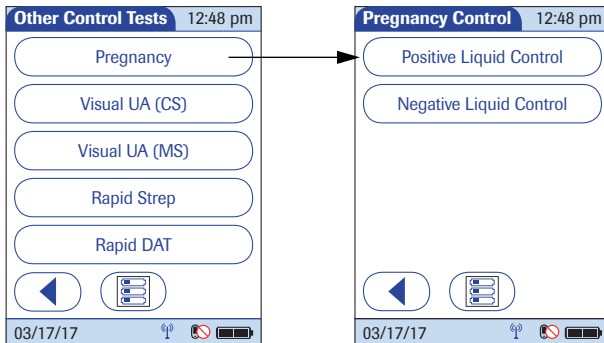 Other Control Tests 12:48 pm
Pregnancy
Visual UA (CS)
Visual UA (MS)
Rapid Strep
Rapid DAT
03/17/17
Pregnancy Control 12:48 pm
Positive Liquid Control
Negative Liquid Control
03/17/17